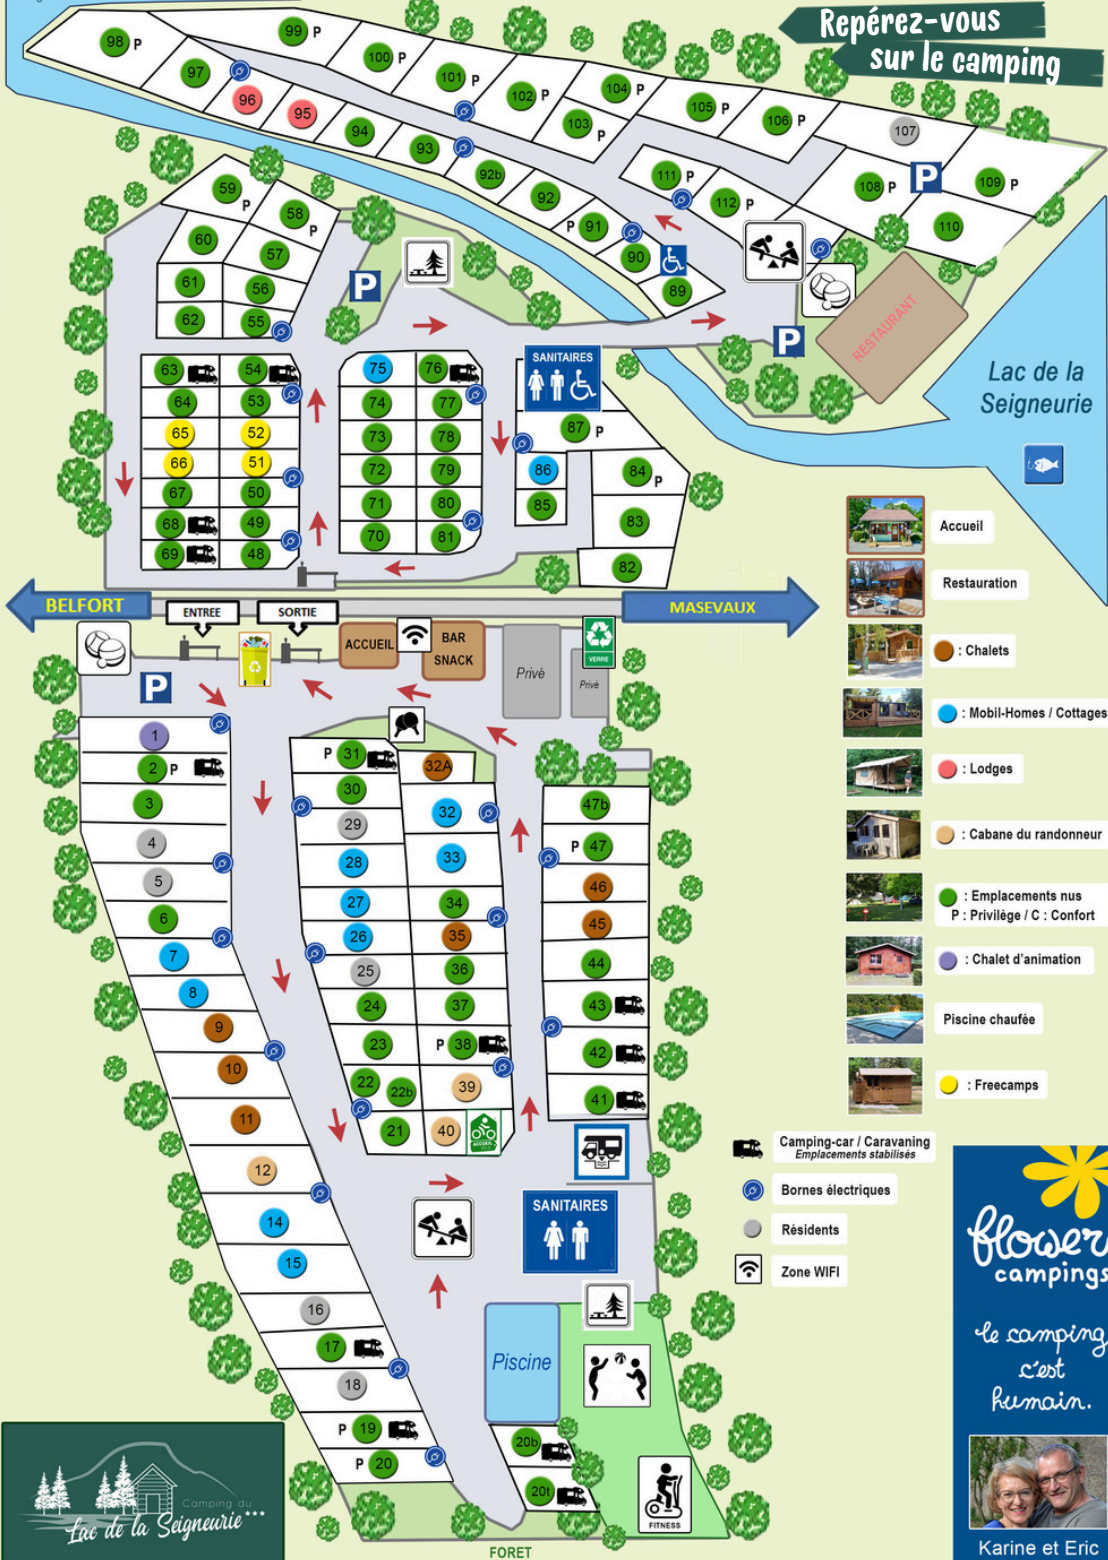 Repérez-vous
sur le camping
98 P
99 P
97
96
95
94
93
100 P
101 P
102 P
103 P
104 P
105 P
106 P
107
92b
92
P 91
90
89
111 P
112 P
108 P
P
109 P
110
59 P
58 P
60
57
61
56
62
55
P
P
RESTAURANT
Lac de la
Seigneurie
63
54
64
53
65
52
66
51
67
50
68
49
69
48
75
76
74
77
73
78
72
79
71
80
70
81
SANITAIRES
87 P
86
85
84 P
83
82
BELFORT
MASEVAUX
ENTREE
SORTIE
ACCUEIL
BAR
SNACK
Privé
Privé
VERRE
P
1
2 P
3
4
5
6
7
8
9
10
11
12
14
15
16
17
18
P 19
P 20
P 31
30
29
28
27
26
25
24
23
22
22b
21
32A
32
33
34
35
36
37
P 38
39
40
ACCUEIL
47b
P 47
46
45
44
43
42
41
SANITAIRES
Piscine
20b
20t
FITNESS
FORET
Accueil
Restauration
: Chalets
: Mobil-Homes / Cottages
: Lodges
: Cabane du randonneur
: Emplacements nus
P : Privilège / C : Confort
: Chalet d'animation
Piscine chaufée
: Freecamps
Camping-car / Caravaning
Emplacements stabilisés
Bornes électriques
Résidents
Zone WIFI
flower
campings
le camping
c'est
humain.
Karine et Eric
Camping du
Lac de la Seigneurie***